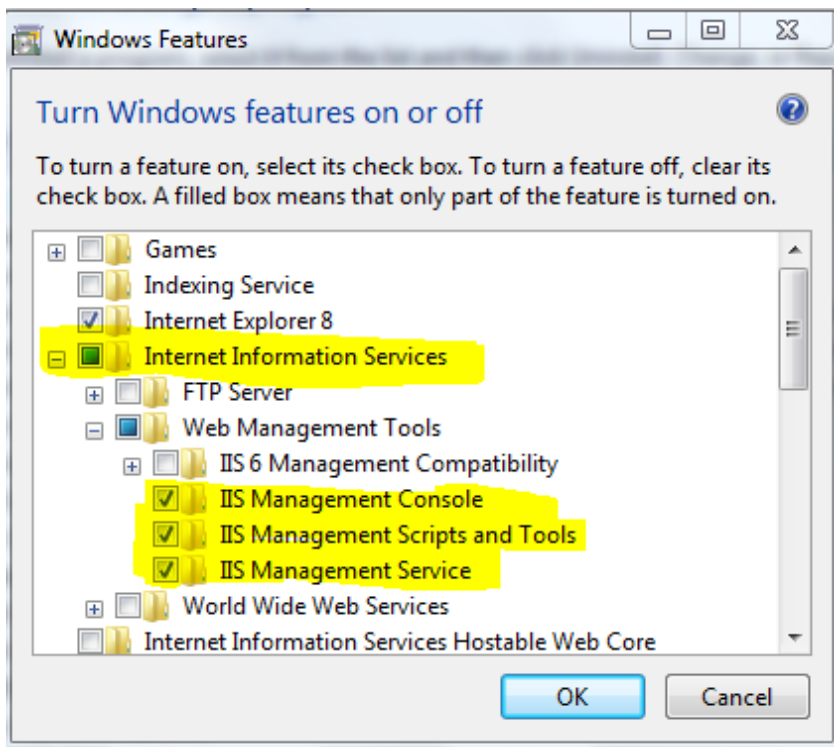 Windows Features
Turn Windows features on or off
To turn a feature on, select its check box. To turn a feature off, clear its
check box. A filled box means that only part of the feature is turned on.
Games
Indexing Service
Internet Explorer 8
Internet Information Services
FTP Server
Web Management Tools
IIS 6 Management Compatibility
IIS Management Console
IIS Management Scripts and Tools
IIS Management Service
World Wide Web Services
Internet Information Services Hostable Web Core
OK Cancel